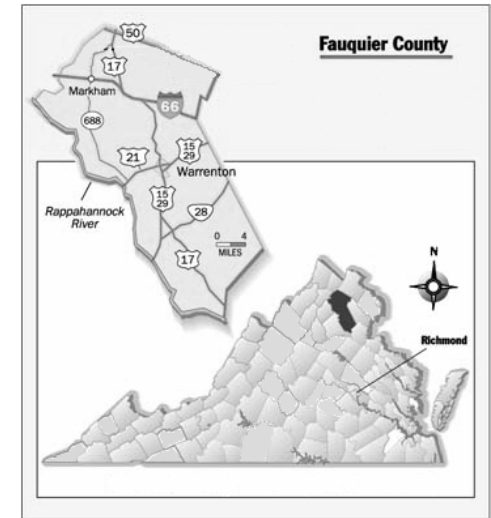 Fauquier County
50
17
Markham
66
688
21
15
29
Warrenton
Rappahannock
River
15
29
28
0 4
MILES
17
N
Richmond